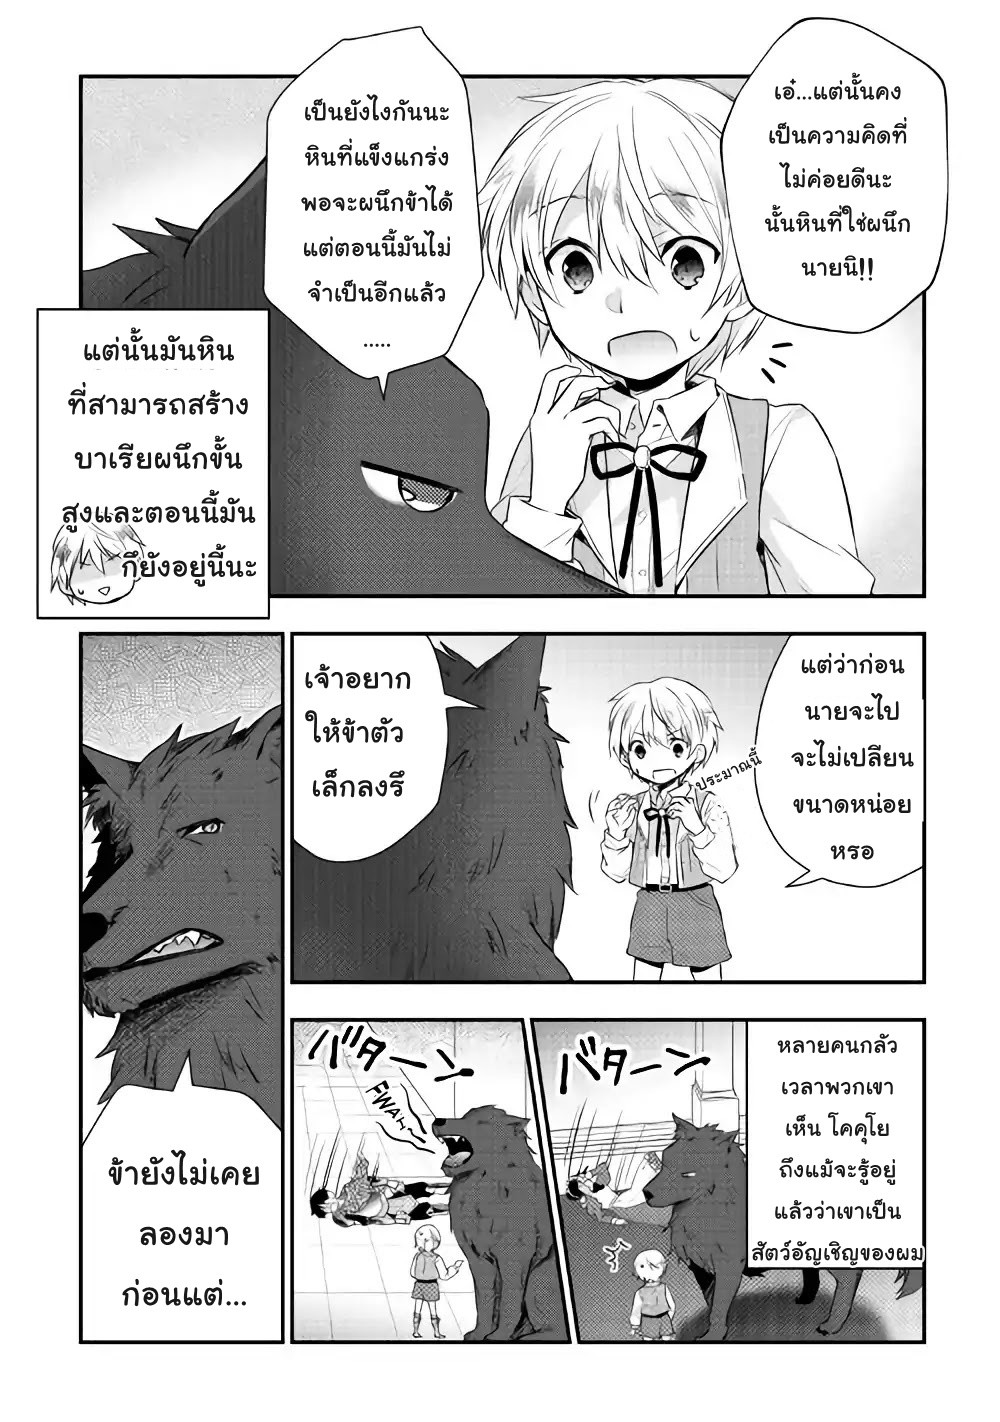 เอ๋...แต่นั้นคง
เป็นความคิดที่
ไม่ค่อยดีนะ
นั้นหินที่ใช่ผนึก
นายนิ!!
เป็นยังไงกันนะ
หินที่แข็งแกร่ง
พอจะผนึกข้าได้
แต่ตอนนี้มันไม่
จำเป็นอีกแล้ว
.....
แต่นั้นมันหิน
ที่สามารถสร้าง
บาเรียผนึกขั้น
สูงและตอนนี้มัน
กึยังอยู่นี้นะ
แต่ว่าก่อน
นายจะไป
จะไม่เปลียน
ขนาดหน่อย
หรอ
ประมาณนี้
เจ้าอยาก
ให้ข้าตัว
เล็กลงรึ
ข้ายังไม่เคย
ลองมา
ก่อนแต่...
หลายคนกลัว
เวลาพวกเขา
เห็น โคคุโย
ถึงแม้จะรู้อยู่
แล้วว่าเขาเป็น
สัตว์อัญเชิญของผม
バターン
バターン
FWAH~